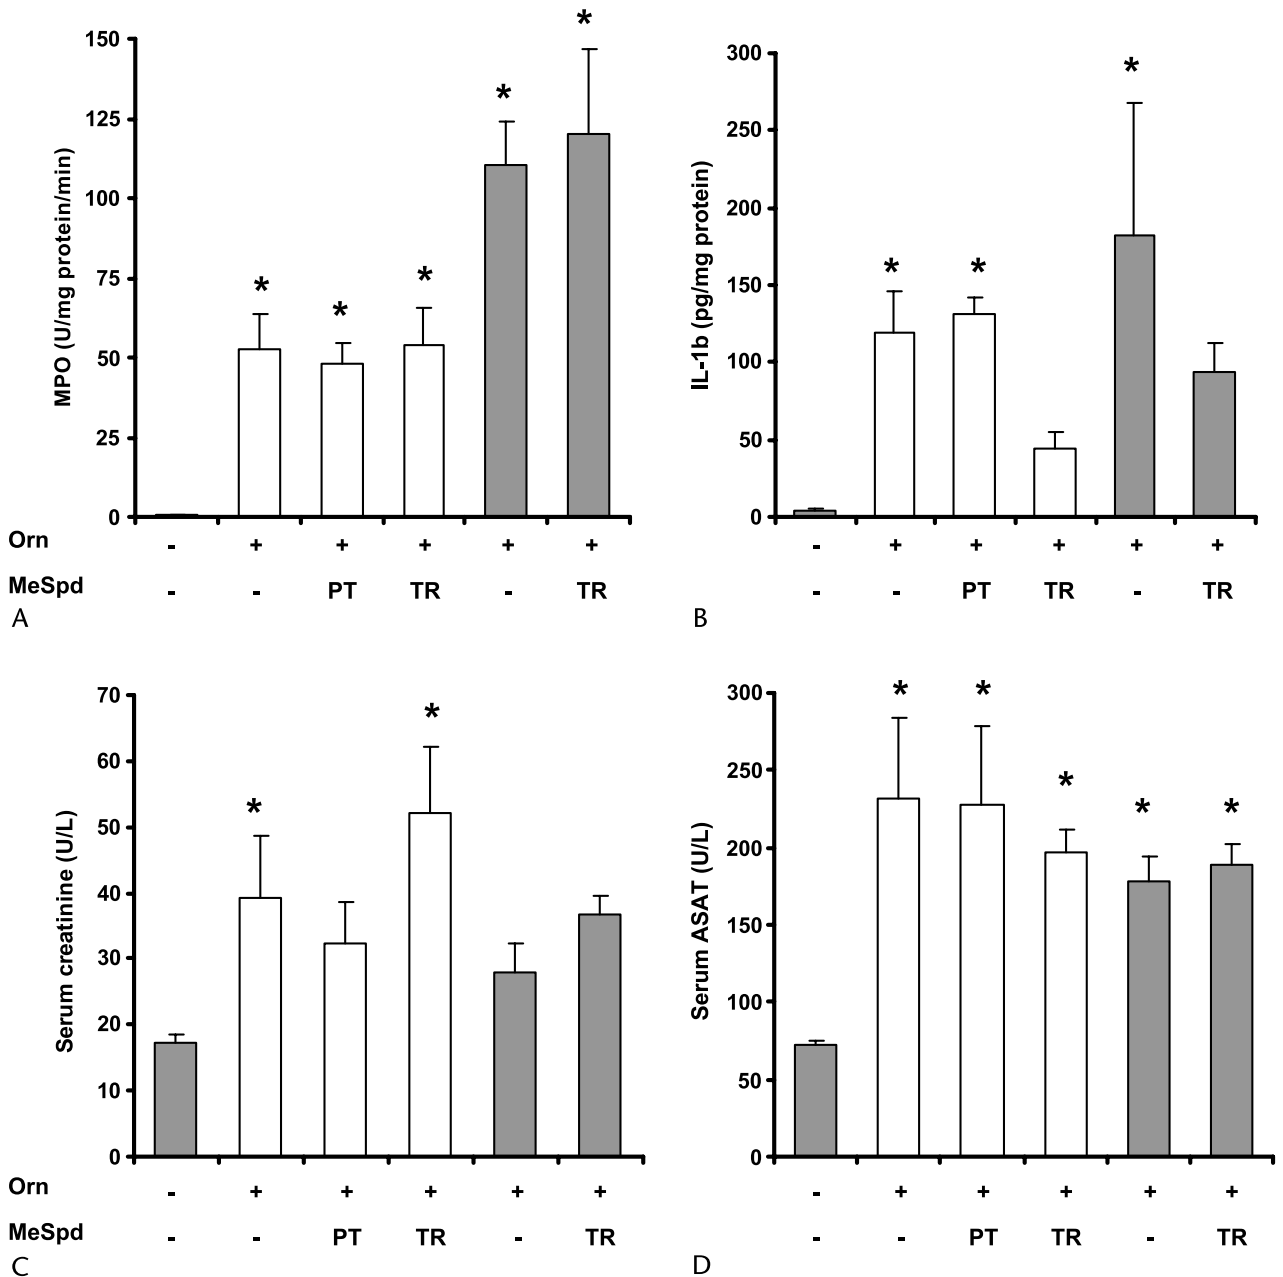 *
150
125
100
75
50
25
0
MPO (U/mg protein/min)
* * * * *
Orn - + + + + +
MeSpd - - PT TR - TR
A
300
250
200
150
100
50
0
IL-1b (pg/mg protein)
* * *
- + + + + +
- - PT TR - TR
B
70
60
50
40
30
20
10
0
Serum creatinine (U/L)
* *
Orn - + + + + +
MeSpd - - PT TR - TR
C
300
250
200
150
100
50
0
Serum ASAT (U/L)
* * * * *
- + + + + +
- - PT TR - TR
D